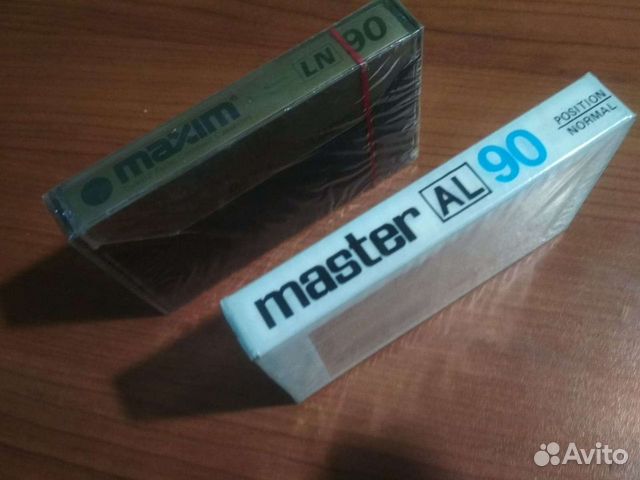 maxim LN 90
master AL 90 POSITION
NORMAL
Avito